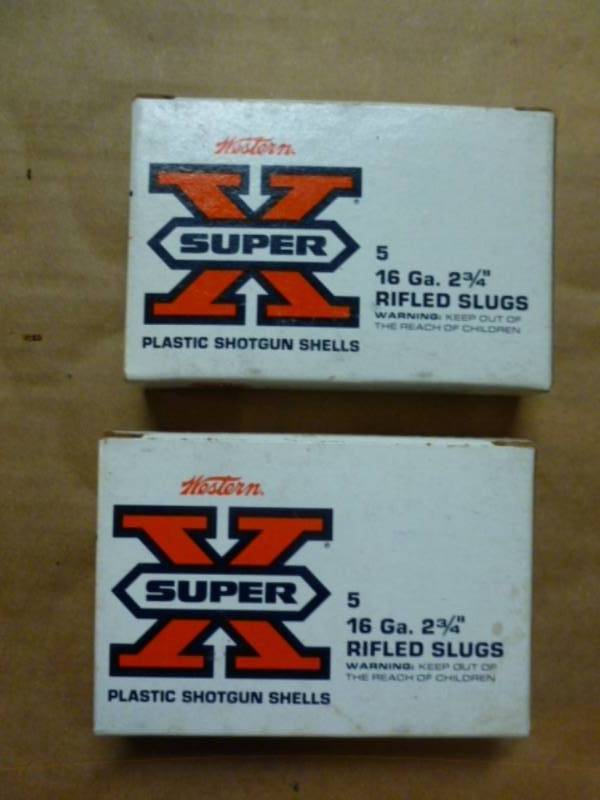 Western
X
SUPER
PLASTIC SHOTGUN SHELLS
5
16 Ga. 2¾"
RIFLED SLUGS
WARNING: KEEP OUT OF
THE REACH OF CHILDREN
Western
X
SUPER
PLASTIC SHOTGUN SHELLS
5
16 Ga. 2¾"
RIFLED SLUGS
WARNING: KEEP OUT OF
THE REACH OF CHILDREN